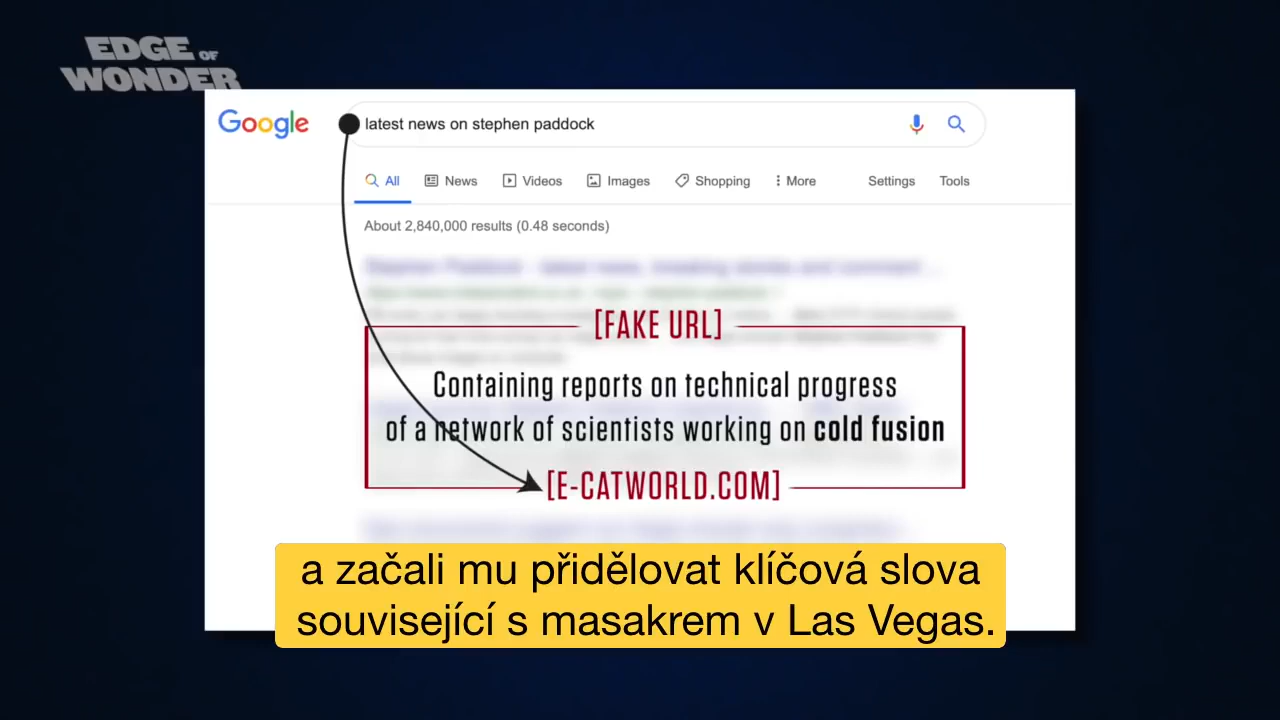 EDGE OF
WONDER
Google
latest news on stephen paddock
All News Videos Images Shopping More Settings Tools
About 2,840,000 results (0.48 seconds)
[FAKE URL]
Containing reports on technical progress
of a network of scientists working on cold fusion
[E-CATWORLD.COM]
a začali mu přidělovat klíčová slova
související s masakrem v Las Vegas.